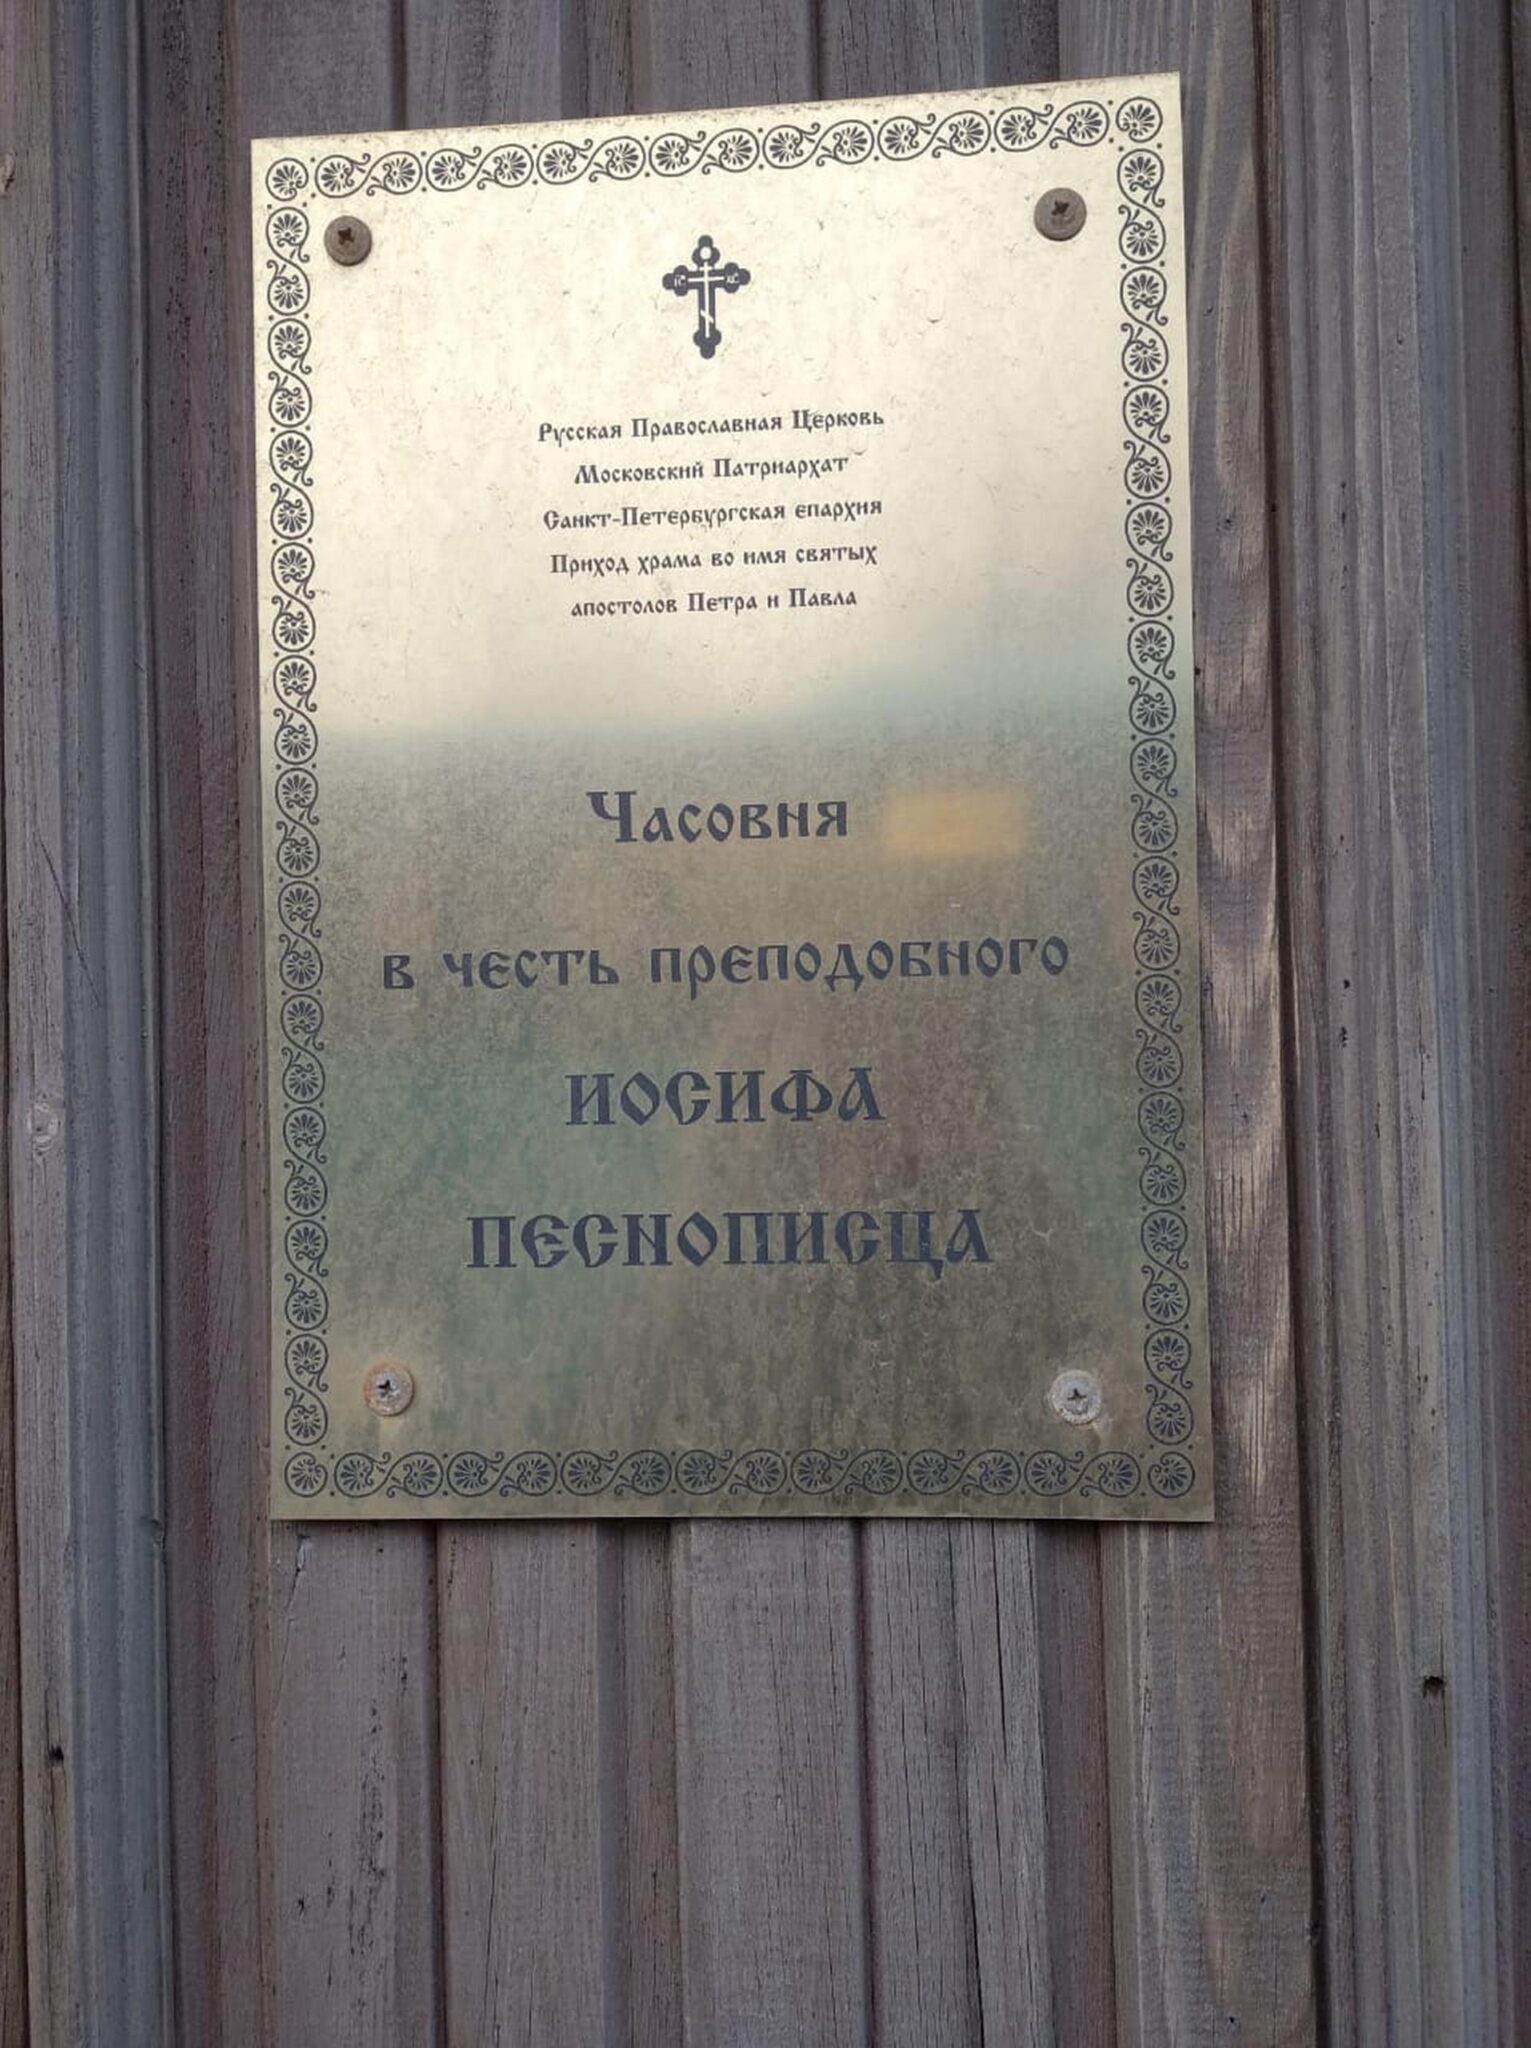 Русская Православная Церковь
Московский Патриархат
Санкт-Петербургская епархия
Приход храма во имя святых
апостолов Петра и Павла
Часовня
в честь преподобного
ИОСИФА
ПЕСНОПИСЦА